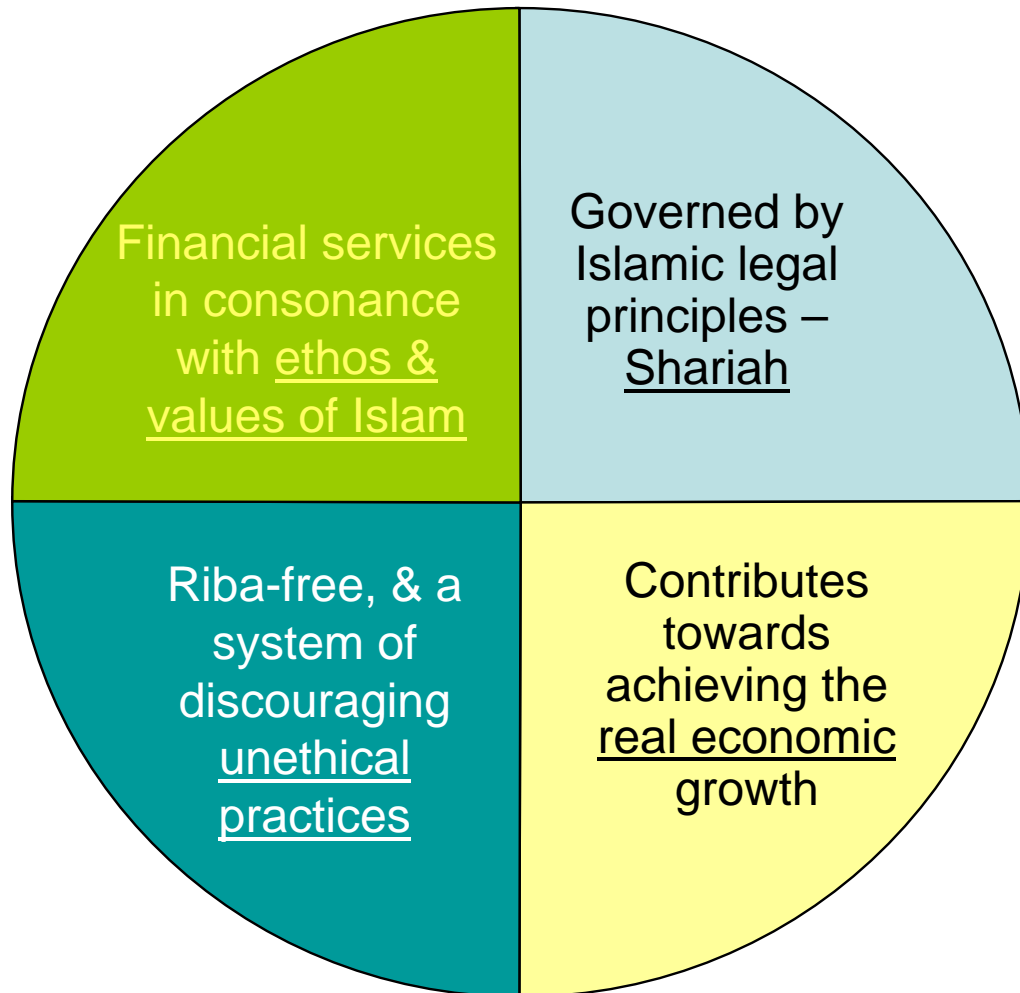 Financial services
in consonance
with ethos &
values of Islam
Governed by
Islamic legal
principles –
Shariah
Riba-free, & a
system of
discouraging
unethical
practices
Contributes
towards
achieving the
real economic
growth